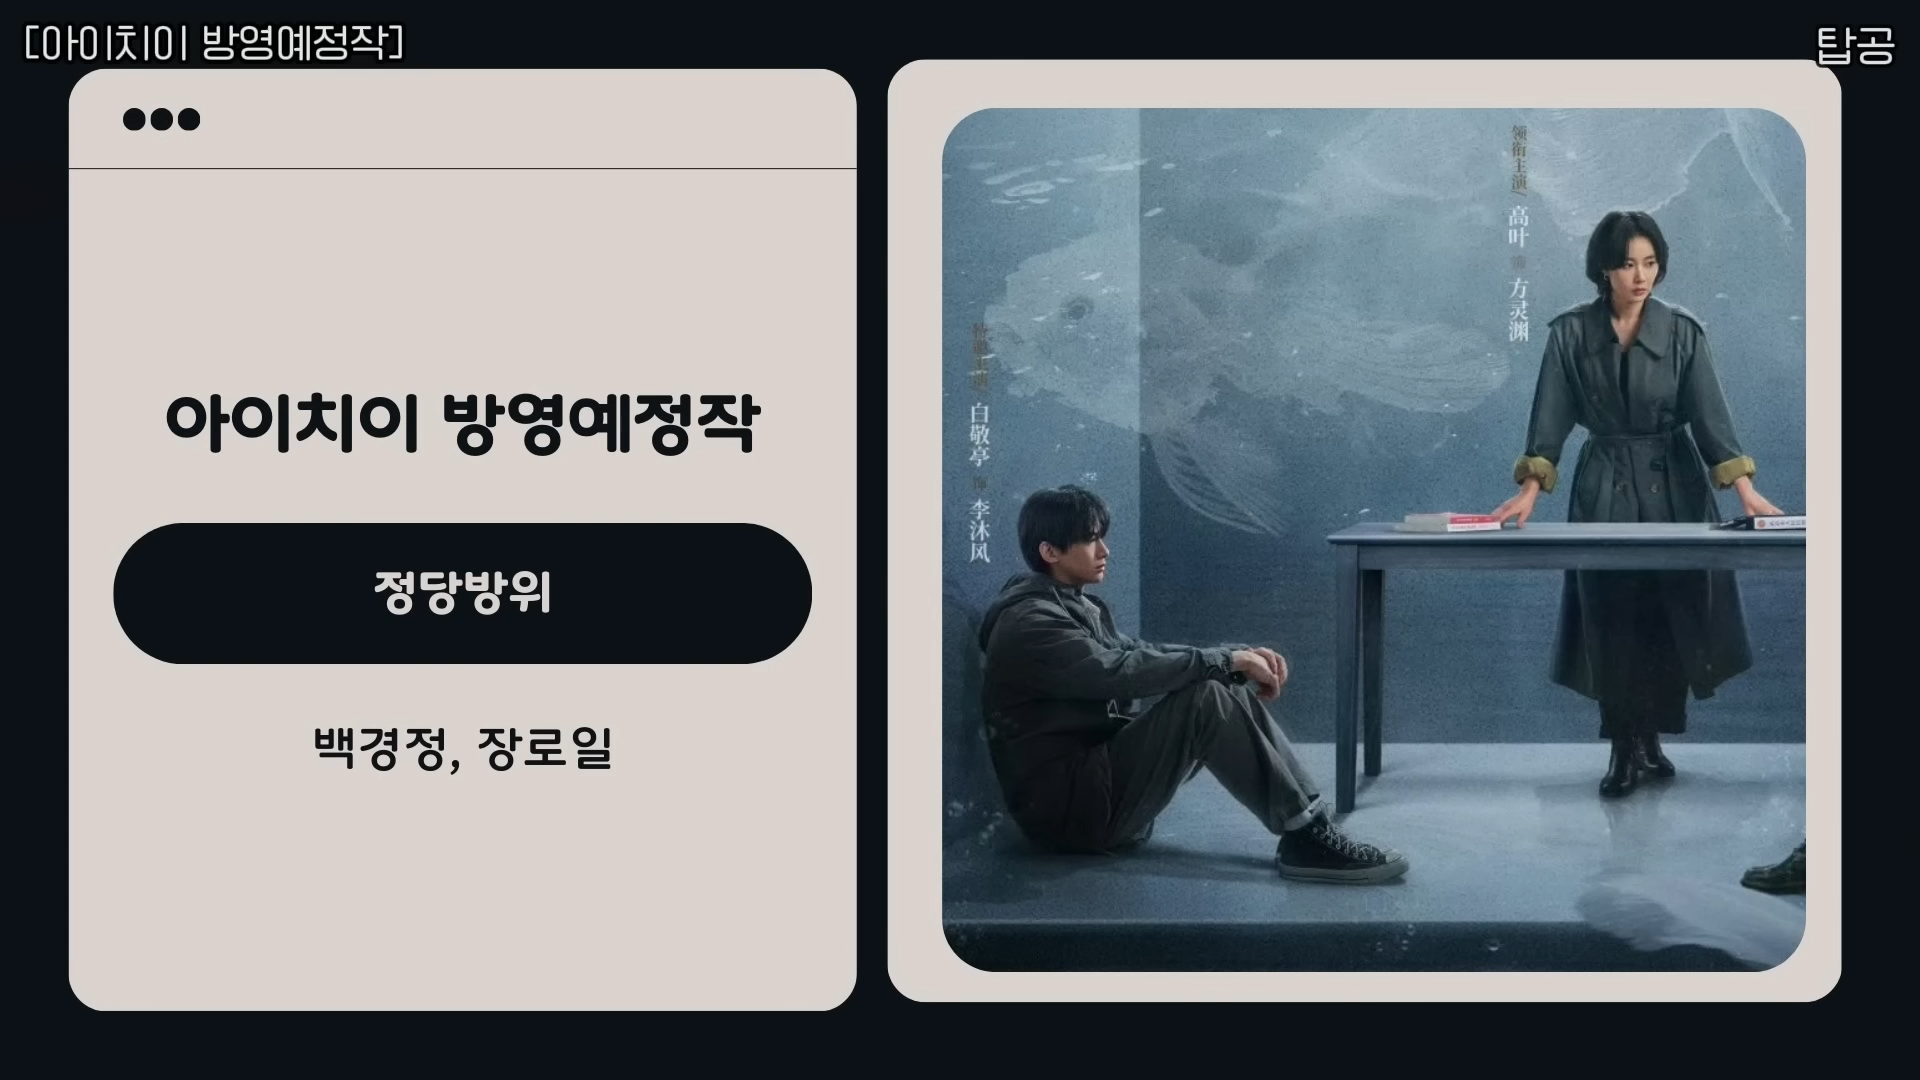 [아이치이 방영예정작]
탑공
아이치이 방영예정작
정당방위
백경정, 장로일
领衔主演/ 高叶 饰 方灵渊
白敬亭 饰 李沐风